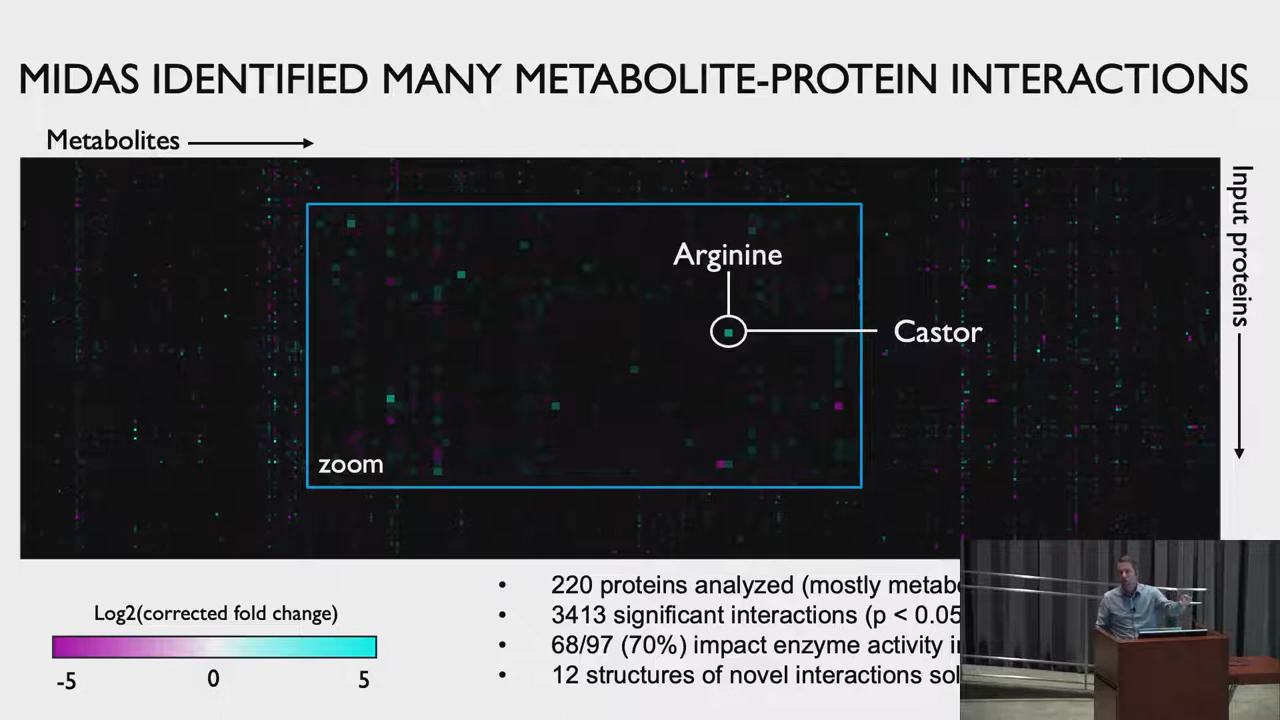 MIDAS IDENTIFIED MANY METABOLITE-PROTEIN INTERACTIONS
Metabolites
Input proteins
Arginine
Castor
zoom
Log2(corrected fold change)
-5 0 5
• 220 proteins analyzed (mostly
• 3413 significant interactions (p < 0.05
• 68/97 (70%) impact enzyme activity
• 12 structures of novel interactions